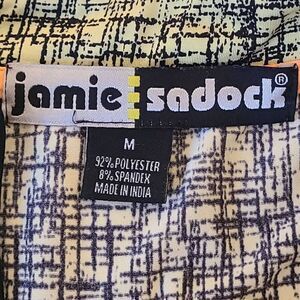 jamie sadock®
M
92% POLYESTER
8% SPANDEX
MADE IN INDIA